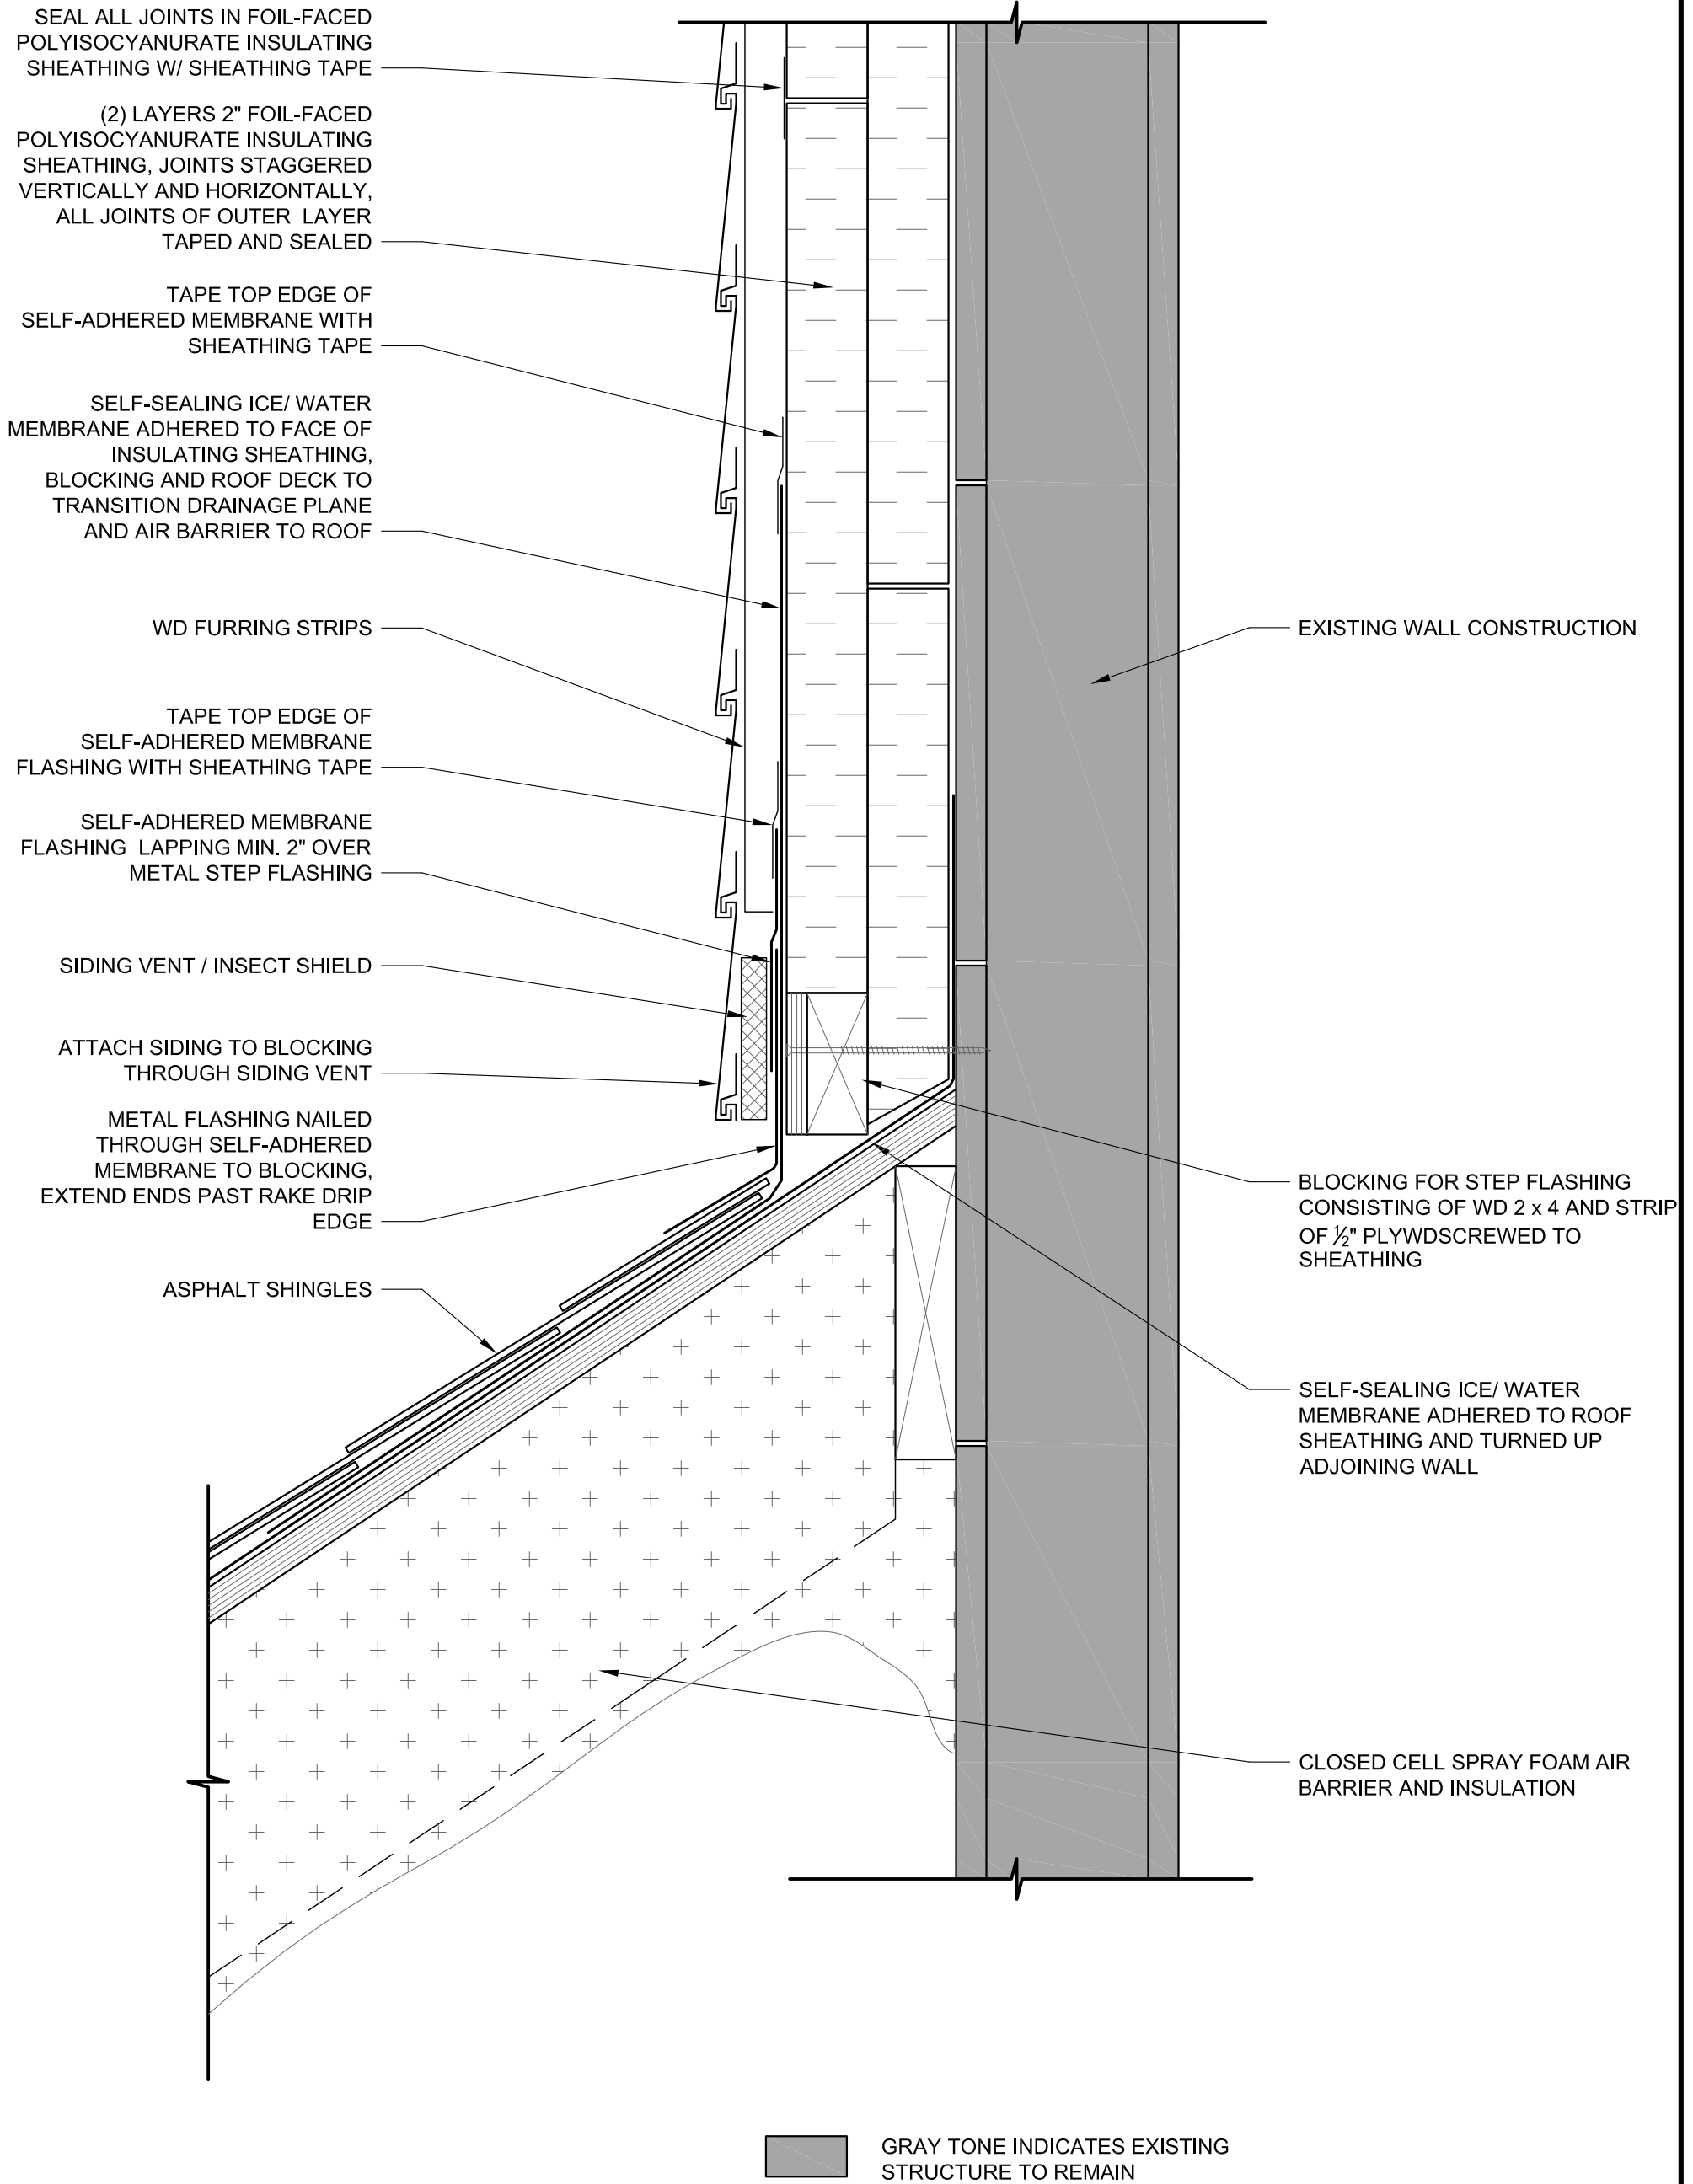 SEAL ALL JOINTS IN FOIL-FACED
POLYISOCYANURATE INSULATING
SHEATHING W/ SHEATHING TAPE
(2) LAYERS 2" FOIL-FACED
POLYISOCYANURATE INSULATING
SHEATHING, JOINTS STAGGERED
VERTICALLY AND HORIZONTALLY,
ALL JOINTS OF OUTER LAYER
TAPED AND SEALED
TAPE TOP EDGE OF
SELF-ADHERED MEMBRANE WITH
SHEATHING TAPE
SELF-SEALING ICE/ WATER
MEMBRANE ADHERED TO FACE OF
INSULATING SHEATHING,
BLOCKING AND ROOF DECK TO
TRANSITION DRAINAGE PLANE
AND AIR BARRIER TO ROOF
WD FURRING STRIPS
TAPE TOP EDGE OF
SELF-ADHERED MEMBRANE
FLASHING WITH SHEATHING TAPE
SELF-ADHERED MEMBRANE
FLASHING LAPPING MIN. 2" OVER
METAL STEP FLASHING
SIDING VENT / INSECT SHIELD
ATTACH SIDING TO BLOCKING
THROUGH SIDING VENT
METAL FLASHING NAILED
THROUGH SELF-ADHERED
MEMBRANE TO BLOCKING,
EXTEND ENDS PAST RAKE DRIP
EDGE
ASPHALT SHINGLES
EXISTING WALL CONSTRUCTION
BLOCKING FOR STEP FLASHING
CONSISTING OF WD 2 x 4 AND STRIP
OF ½" PLYWDSCREWED TO
SHEATHING
SELF-SEALING ICE/ WATER
MEMBRANE ADHERED TO ROOF
SHEATHING AND TURNED UP
ADJOINING WALL
CLOSED CELL SPRAY FOAM AIR
BARRIER AND INSULATION
GRAY TONE INDICATES EXISTING
STRUCTURE TO REMAIN